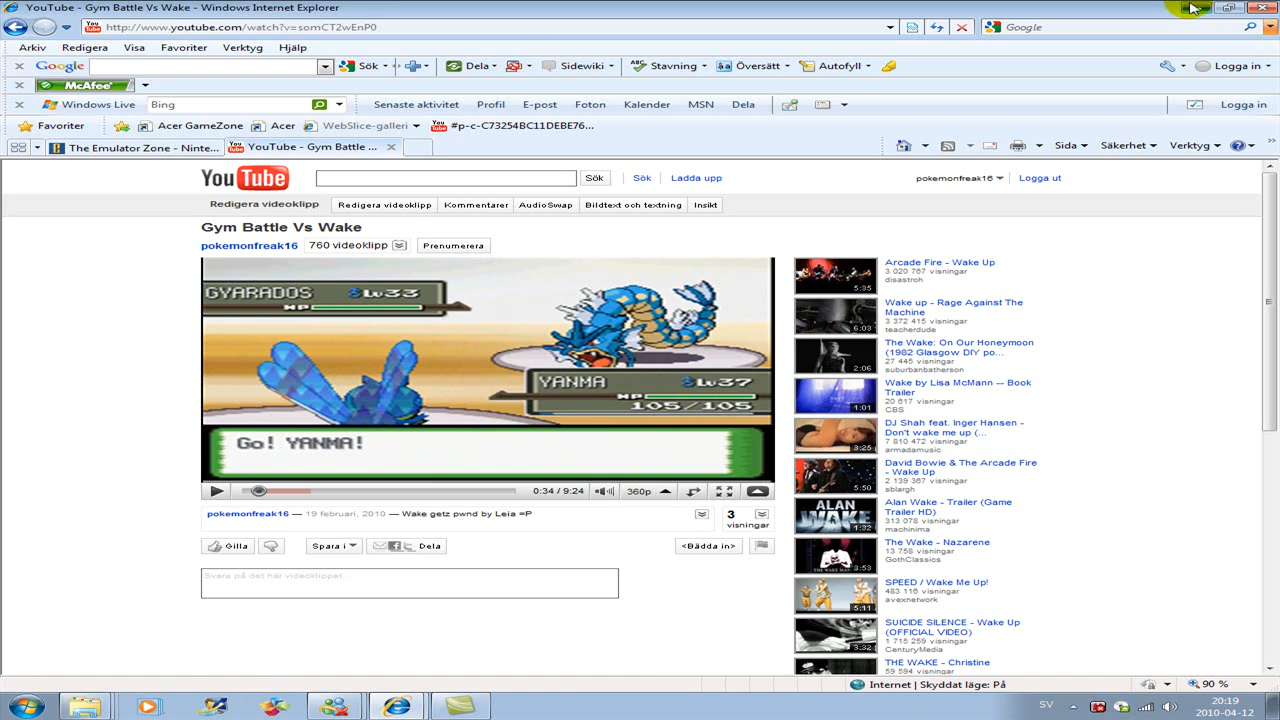 YouTube - Gym Battle Vs Wake - Windows Internet Explorer
http://www.youtube.com/watch?v=somCT2wEnP0
Google
Arkiv Redigera Visa Favoriter Verktyg Hjälp
Google Sök Dela Sidewiki Stavning Översätt Autofyll Logga in
McAfee
Windows Live Bing Senaste aktivitet Profil E-post Foton Kalender MSN Dela Logga in
Favoriter Acer GameZone Acer WebSlice-galleri #p-c-C73254BC11DEBE76...
The Emulator Zone - Ninte... YouTube - Gym Battle ... Sida Säkerhet Verktyg
YouTube Sök Sök Ladda upp pokemonfreak16 Logga ut
Redigera videoklipp Redigera videoklipp Kommentarer AudioSwap Bildtext och textning Insikt
Gym Battle Vs Wake
pokemonfreak16 760 videoklipp Prenumerera
GYARADOS ♂Lv33
HP
YANMA ♂Lv37
HP
105/105
Go! YANMA!
0:34 / 9:24 360p
pokemonfreak16 — 19 februari, 2010 — Wake getz pwnd by Leia =P
3 visningar
Gilla Spara i Dela <Bädda in>
Svara på det här videoklippet...
Arcade Fire - Wake Up
3 020 767 visningar
disastroh
5:35
Wake up - Rage Against The
Machine
3 372 415 visningar
teacherdude
6:03
The Wake: On Our Honeymoon
(1982 Glasgow DIY po...
27 445 visningar
suburbanbatherson
2:06
Wake by Lisa McMann -- Book
Trailer
20 617 visningar
CBS
1:01
DJ Shah feat. Inger Hansen -
Don't wake me up (...
7 810 472 visningar
armadamusic
3:25
David Bowie & The Arcade Fire
- Wake Up
2 139 367 visningar
sblargh
5:50
Alan Wake - Trailer (Game
Trailer HD)
313 078 visningar
machinima
ALAN
WAKE
1:32
The Wake - Nazarene
13 758 visningar
GothClassics
3:53
SPEED / Wake Me Up!
483 116 visningar
avexnetwork
5:11
SUICIDE SILENCE - Wake Up
(OFFICIAL VIDEO)
1 715 259 visningar
CenturyMedia
3:32
THE WAKE - Christine
59 594 visningar
Internet | Skyddat läge: På 90 %
SV 20:19
2010-04-12